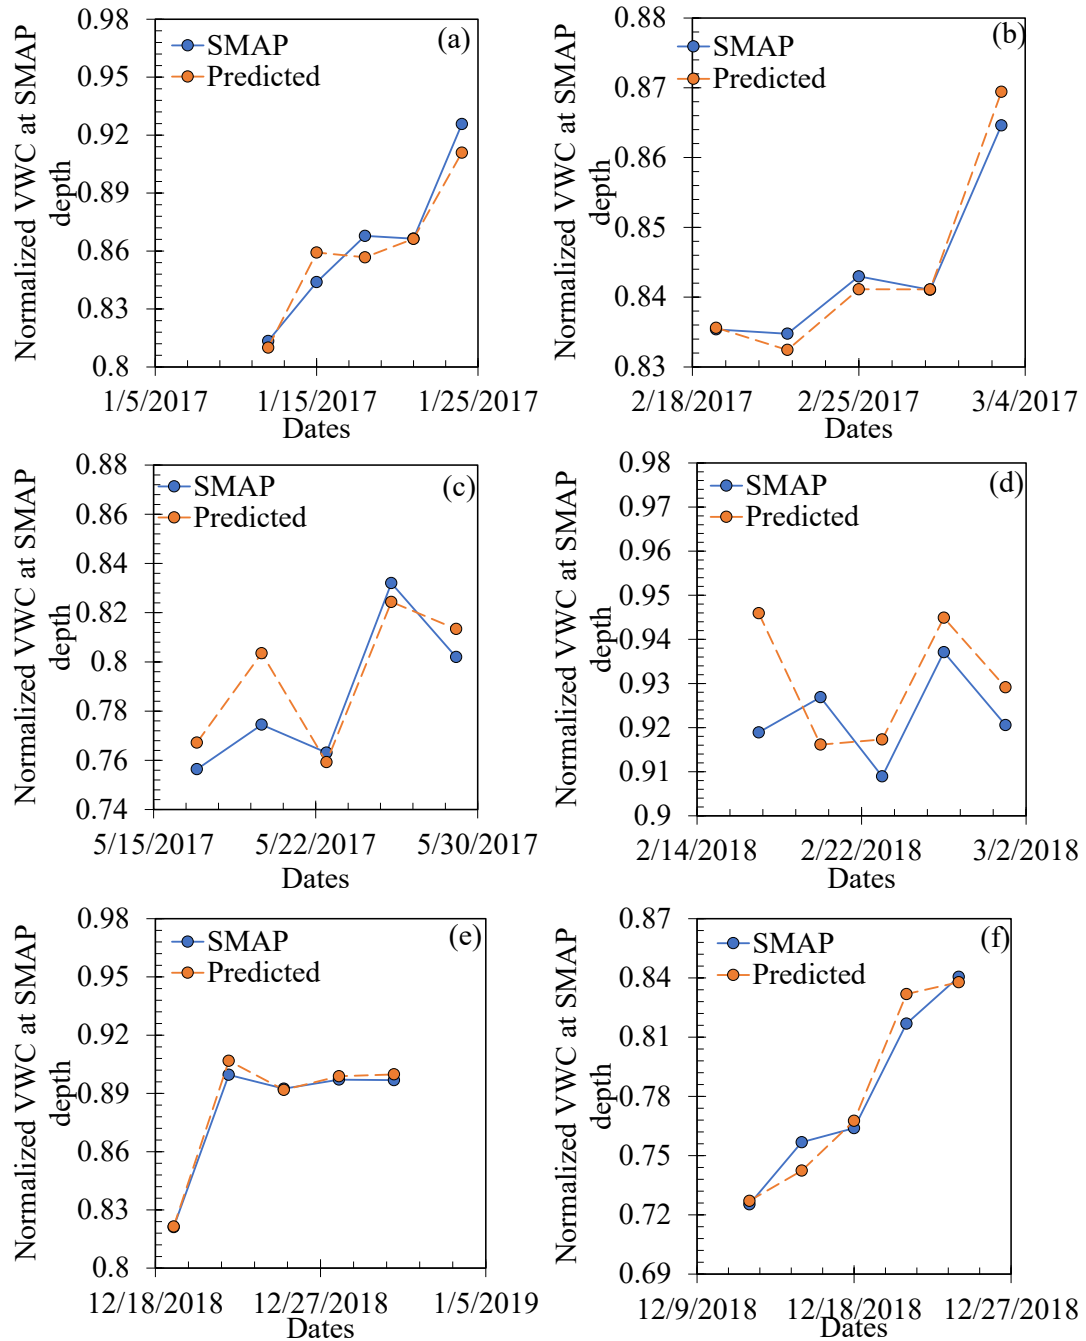 (a)
SMAP
Predicted
Normalized VWC at SMAP
depth
0.98
0.95
0.92
0.89
0.86
0.83
0.8
1/5/2017
1/15/2017
1/25/2017
Dates
(b)
SMAP
Predicted
Normalized VWC at SMAP
depth
0.88
0.87
0.86
0.85
0.84
0.83
2/18/2017
2/25/2017
3/4/2017
Dates
(c)
SMAP
Predicted
Normalized VWC at SMAP
depth
0.88
0.86
0.84
0.82
0.8
0.78
0.76
0.74
5/15/2017
5/22/2017
5/30/2017
Dates
(d)
SMAP
Predicted
Normalized VWC at SMAP
depth
0.98
0.97
0.96
0.95
0.94
0.93
0.92
0.91
0.9
2/14/2018
2/22/2018
3/2/2018
Dates
(e)
SMAP
Predicted
Normalized VWC at SMAP
depth
0.98
0.95
0.92
0.89
0.86
0.83
0.8
12/18/2018
12/27/2018
1/5/2019
Dates
(f)
SMAP
Predicted
Normalized VWC at SMAP
depth
0.87
0.84
0.81
0.78
0.75
0.72
0.69
12/9/2018
12/18/2018
12/27/2018
Dates